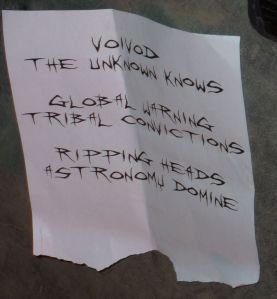 VOIVOD
THE UNKNOWN KNOWS
GLOBAL WARNING
TRIBAL CONVICTIONS
RIPPING HEADS
ASTRONOMY DOMINE